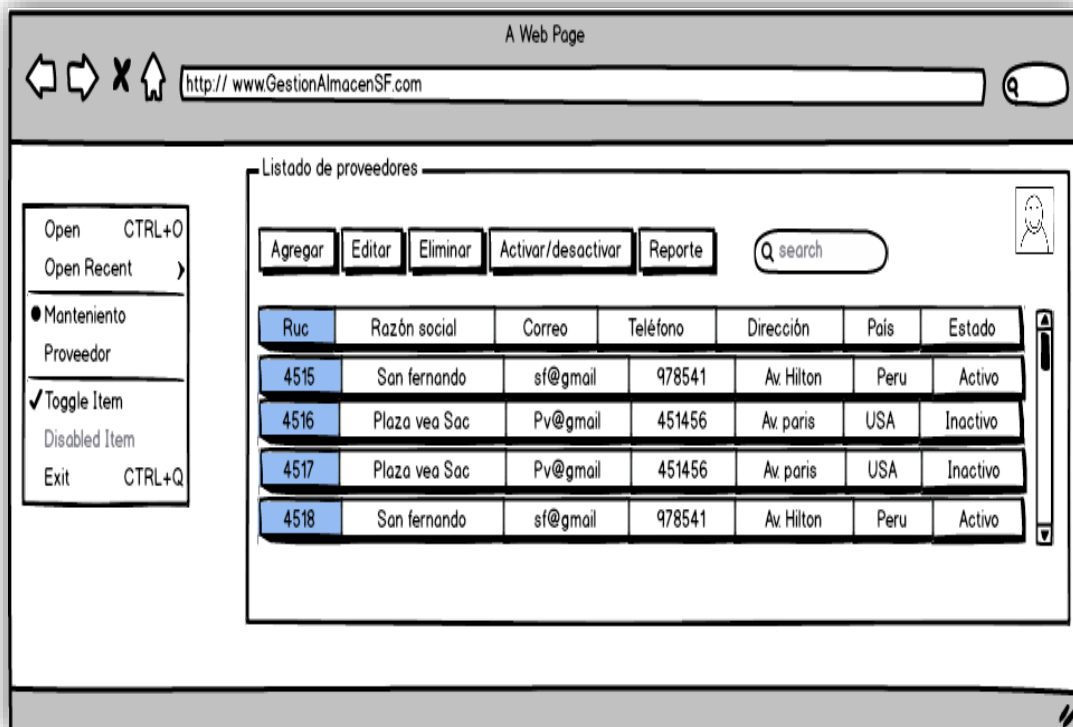 A Web Page
http:// www.GestionAlmacenSF.com
Open CTRL+O
Open Recent
Manteniento
Proveedor
Toggle Item
Disabled Item
Exit CTRL+Q
Listado de proveedores
Agregar Editar Eliminar Activar/desactivar Reporte search
Ruc Razón social Correo Teléfono Dirección País Estado
4515 San fernando sf@gmail 978541 Av. Hilton Peru Activo
4516 Plaza vea Sac Pv@gmail 451456 Av. paris USA Inactivo
4517 Plaza vea Sac Pv@gmail 451456 Av. paris USA Inactivo
4518 San fernando sf@gmail 978541 Av. Hilton Peru Activo